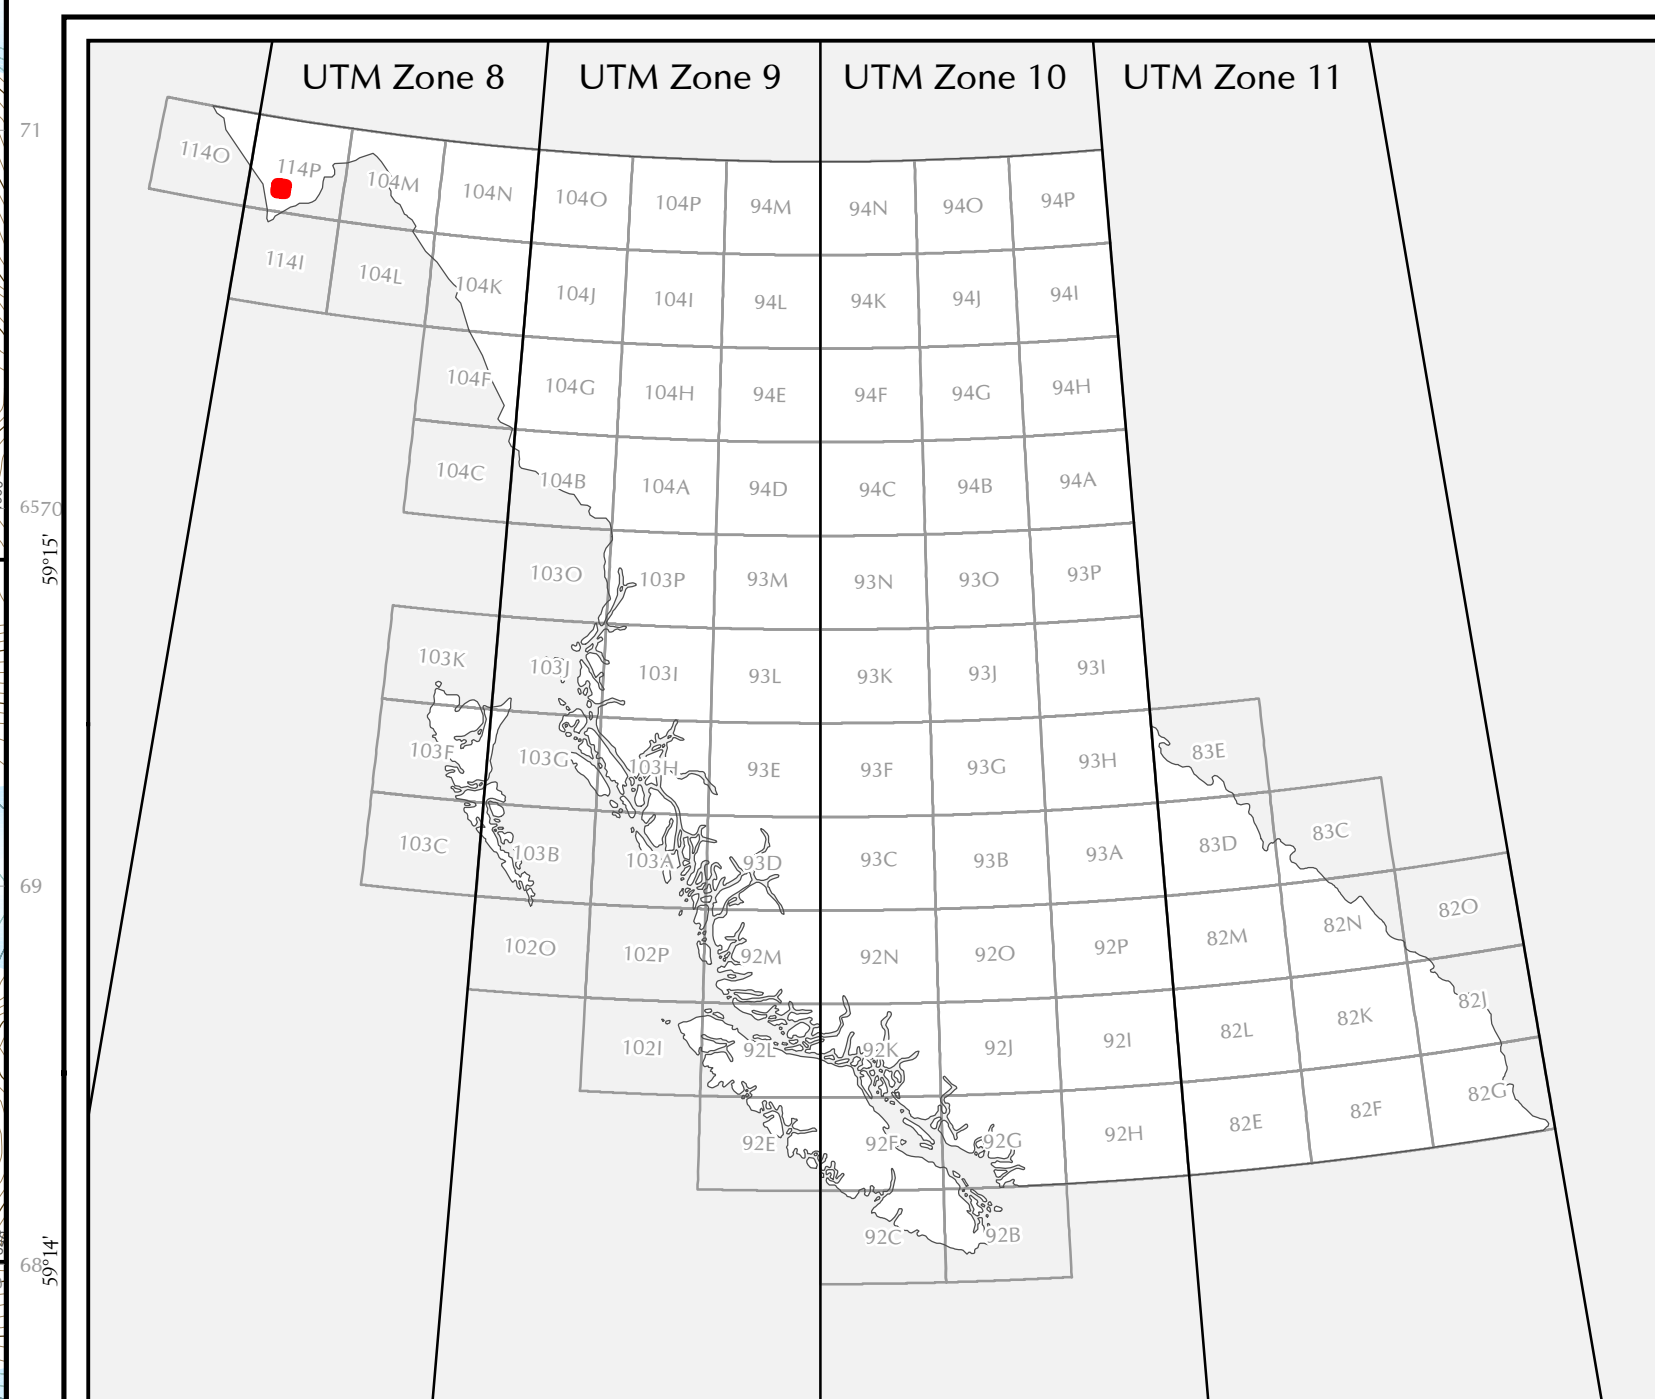 UTM Zone 8 UTM Zone 9 UTM Zone 10 UTM Zone 11
71
6570
59°15'
69
68
59°14'
114O 114P 104M 104N 104O 104P 94M 94N 94O 94P
114I 104L 104K 104J 104I 94L 94K 94J 94I
104F 104G 104H 94E 94F 94G 94H
104C 104B 104A 94D 94C 94B 94A
103O 103P 93M 93N 93O 93P
103K 103J 103I 93L 93K 93J 93I
103F 103G 103H 93E 93F 93G 93H 83E
103C 103B 103A 93D 93C 93B 93A 83D 83C
102O 102P 92M 92N 92O 92P 82M 82N 82O
102I 92L 92K 92J 92I 82L 82K 82J
92E 92F 92G 92H 82E 82F 82G
92C 92B